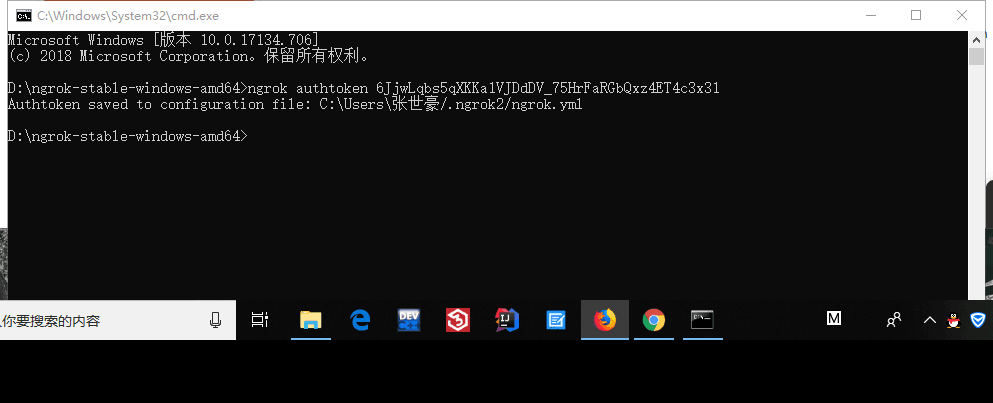 C:\Windows\System32\cmd.exe
Microsoft Windows [版本 10.0.17134.706]
(c) 2018 Microsoft Corporation。保留所有权利。
D:\ngrok-stable-windows-amd64>ngrok authtoken 6JjwLqbs5qXKKa1VJDdDV_75HrFaRGbQxz4ET4c3x31
Authtoken saved to configuration file: C:\Users\张世豪/.ngrok2/ngrok.yml
D:\ngrok-stable-windows-amd64>
你要搜索的内容
DEV
C++
IJ
M